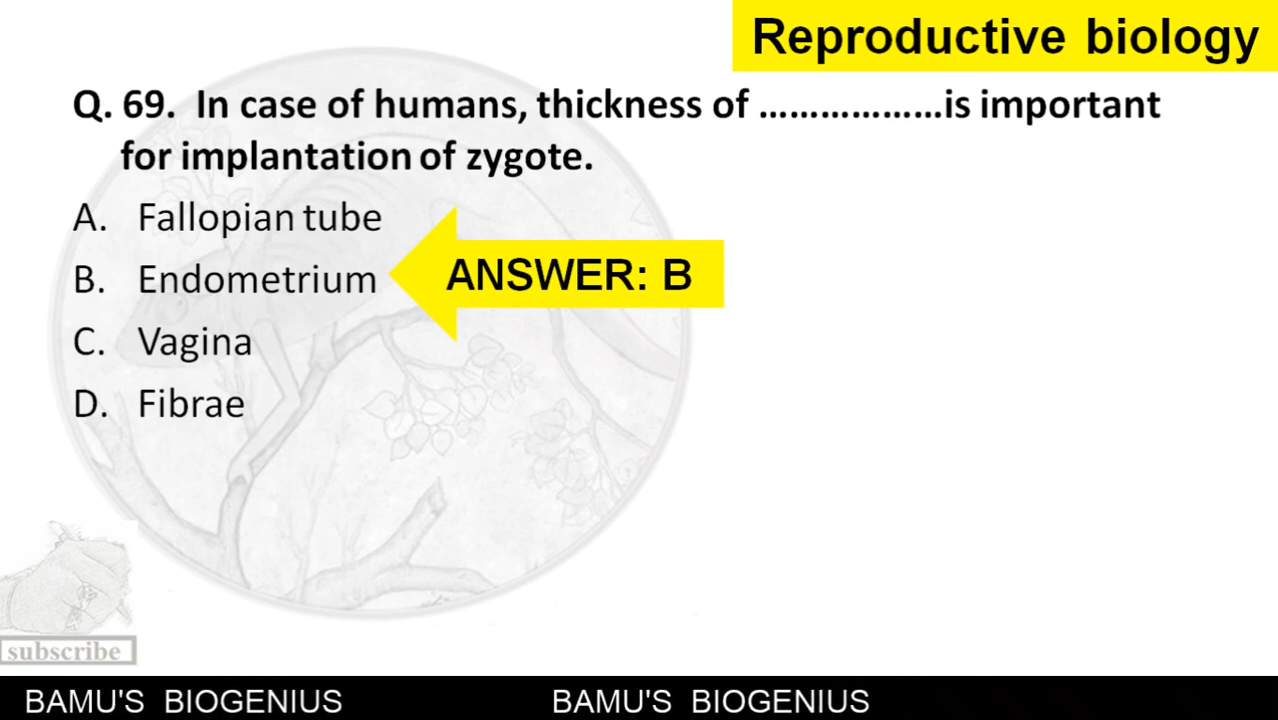 Reproductive biology
Q. 69. In case of humans, thickness of ………………is important
for implantation of zygote.
A. Fallopian tube
B. Endometrium
ANSWER: B
C. Vagina
D. Fibrae
subscribe
BAMU'S BIOGENIUS BAMU'S BIOGENIUS